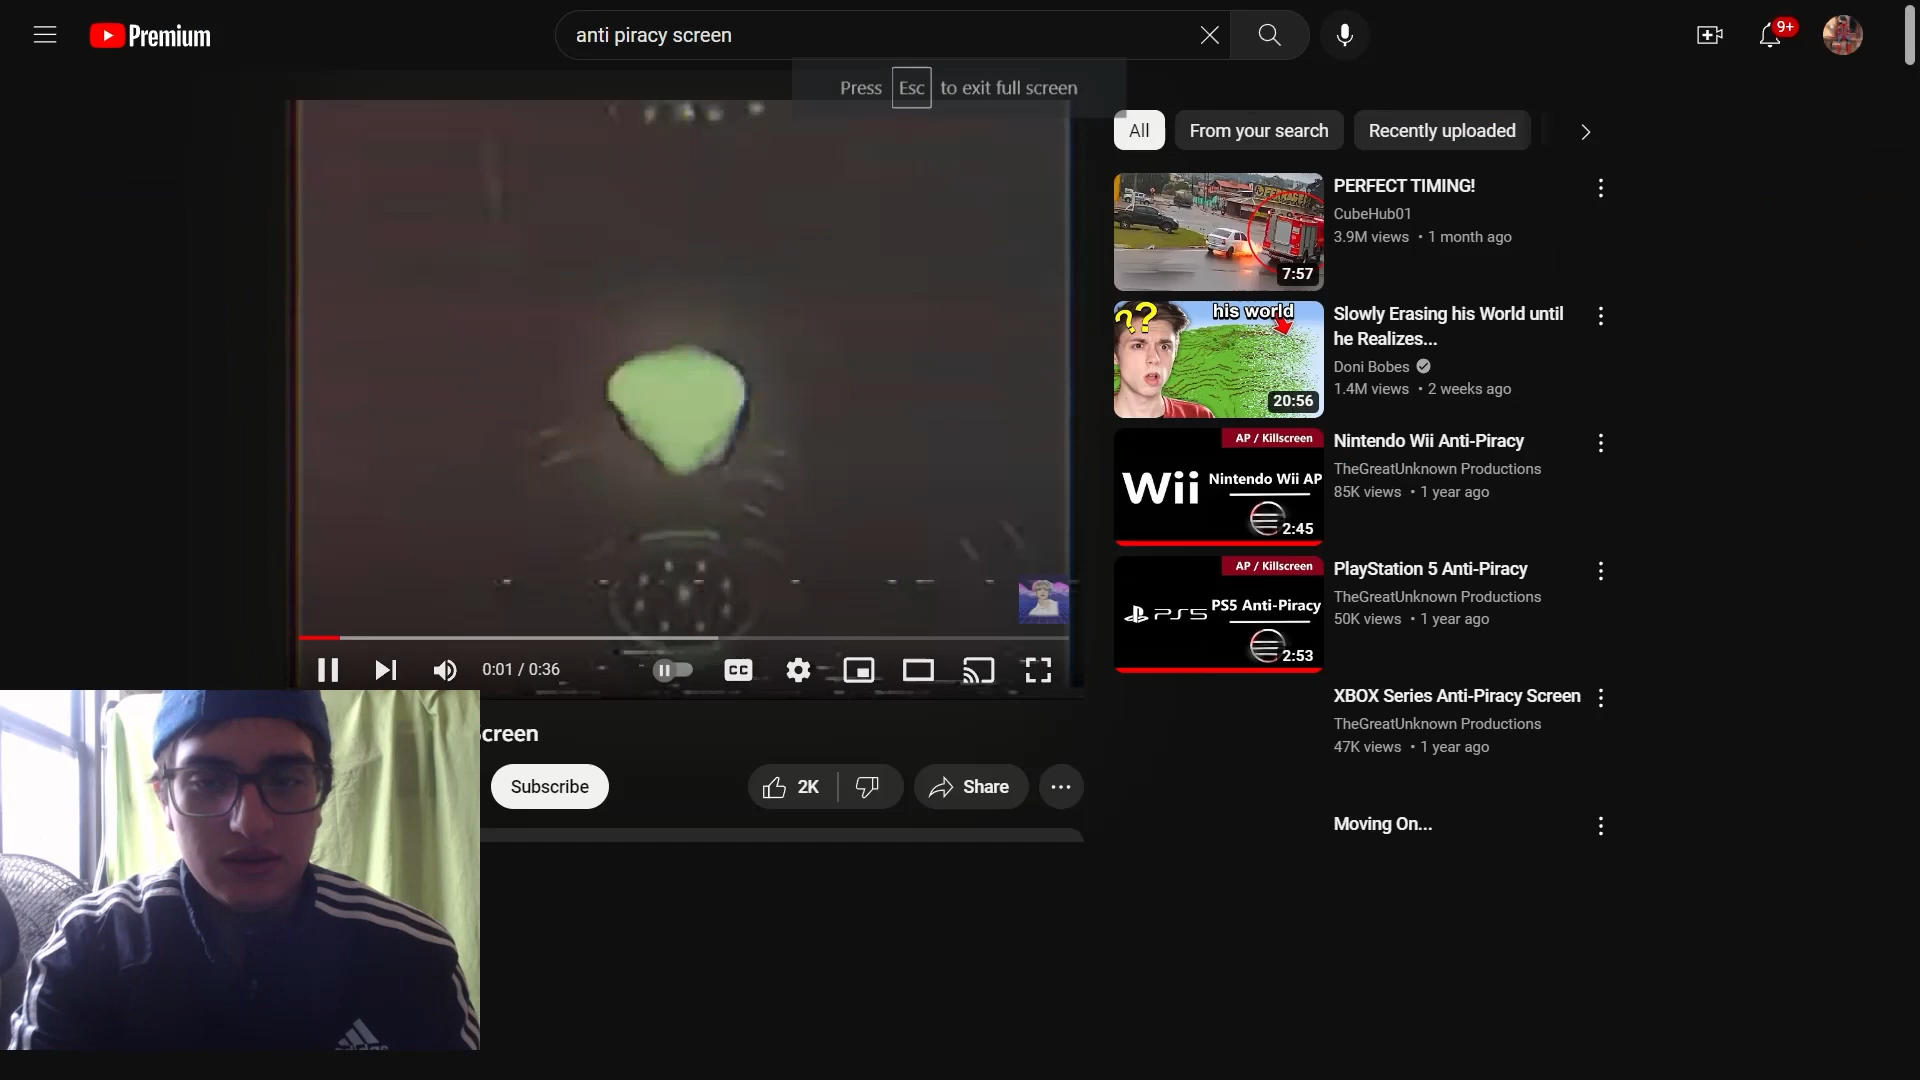 Premium
anti piracy screen
9+
Press Esc to exit full screen
All
From your search
Recently uploaded
PERFECT TIMING!
CubeHub01
3.9M views • 1 month ago
7:57
??
his world
20:56
Slowly Erasing his World until
he Realizes...
Doni Bobes
1.4M views • 2 weeks ago
AP / Killscreen
Wii
Nintendo Wii AP
2:45
Nintendo Wii Anti-Piracy
TheGreatUnknown Productions
85K views • 1 year ago
AP / Killscreen
PS5
PS5 Anti-Piracy
2:53
PlayStation 5 Anti-Piracy
TheGreatUnknown Productions
50K views • 1 year ago
XBOX Series Anti-Piracy Screen
TheGreatUnknown Productions
47K views • 1 year ago
Moving On...
0:01 / 0:36
CC
screen
Subscribe
2K
Share
adidas